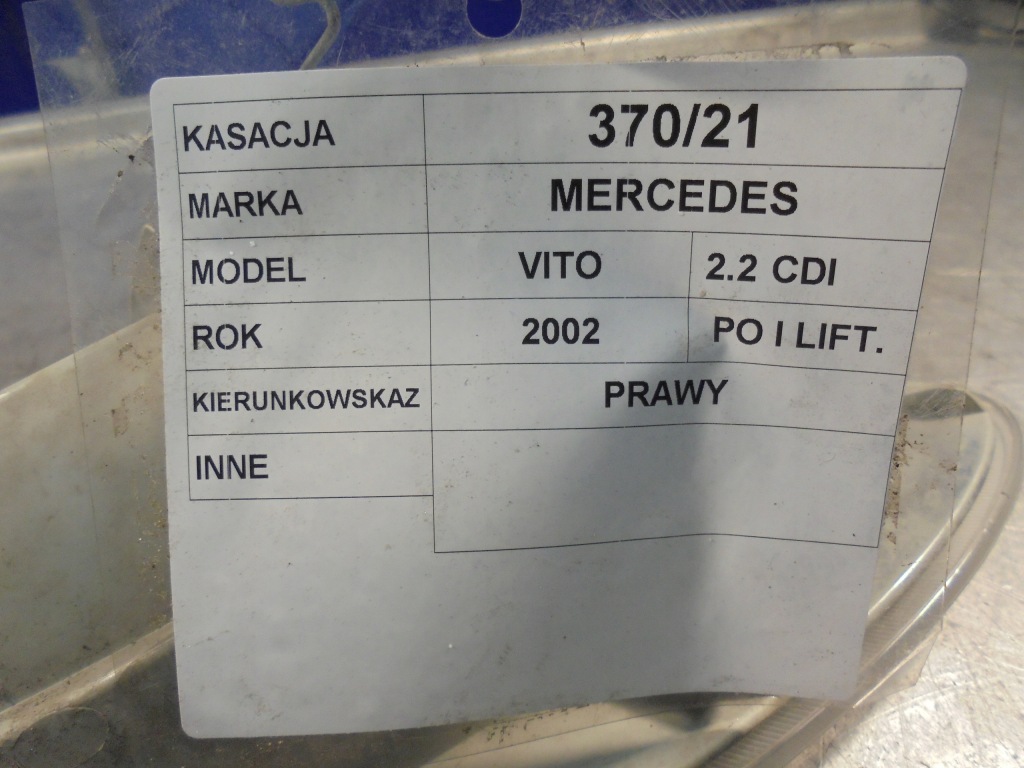 KASACJA 370/21
MARKA MERCEDES
MODEL VITO 2.2 CDI
ROK 2002 PO I LIFT.
KIERUNKOWSKAZ PRAWY
INNE